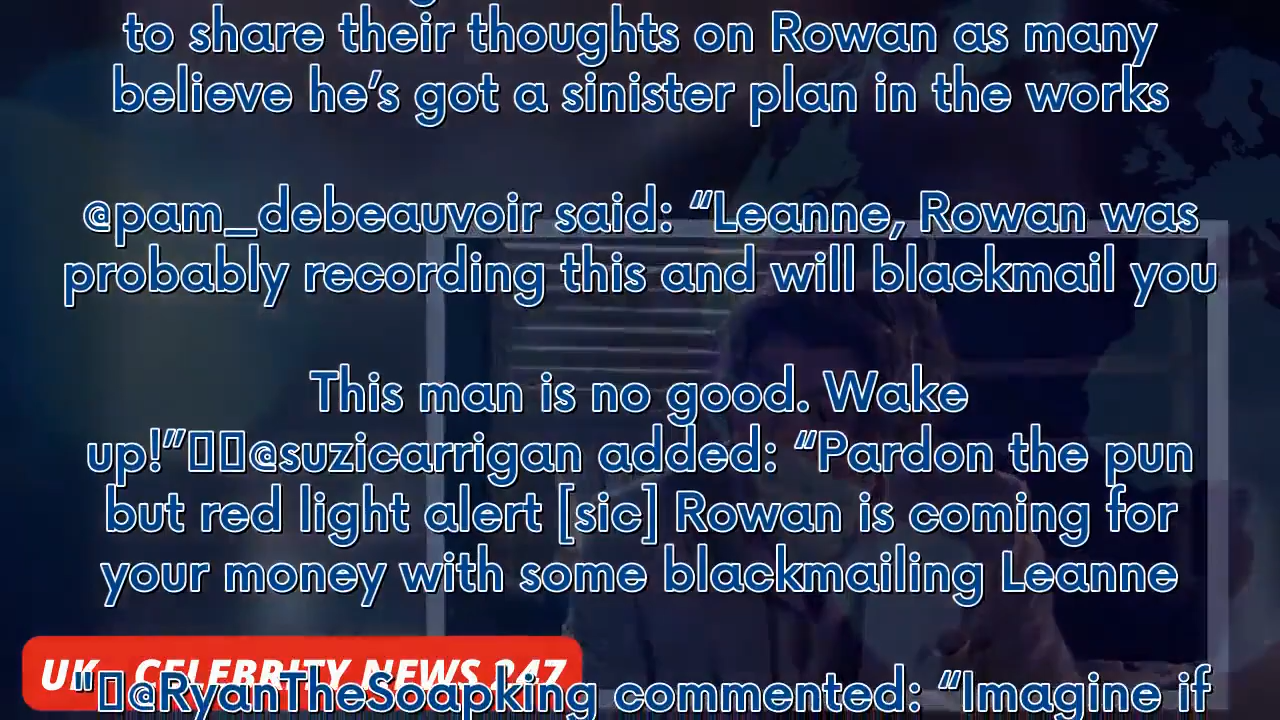 to share their thoughts on Rowan as many
believe he’s got a sinister plan in the works
@pam_debeauvoir said: “Leanne, Rowan was
probably recording this and will blackmail you
This man is no good. Wake
up!”▯▯@suzicarrigan added: “Pardon the pun
but red light alert [sic] Rowan is coming for
your money with some blackmailing Leanne
UK CELEBRITY NEWS 247
"▯@RyanTheSoapking commented: “Imagine if